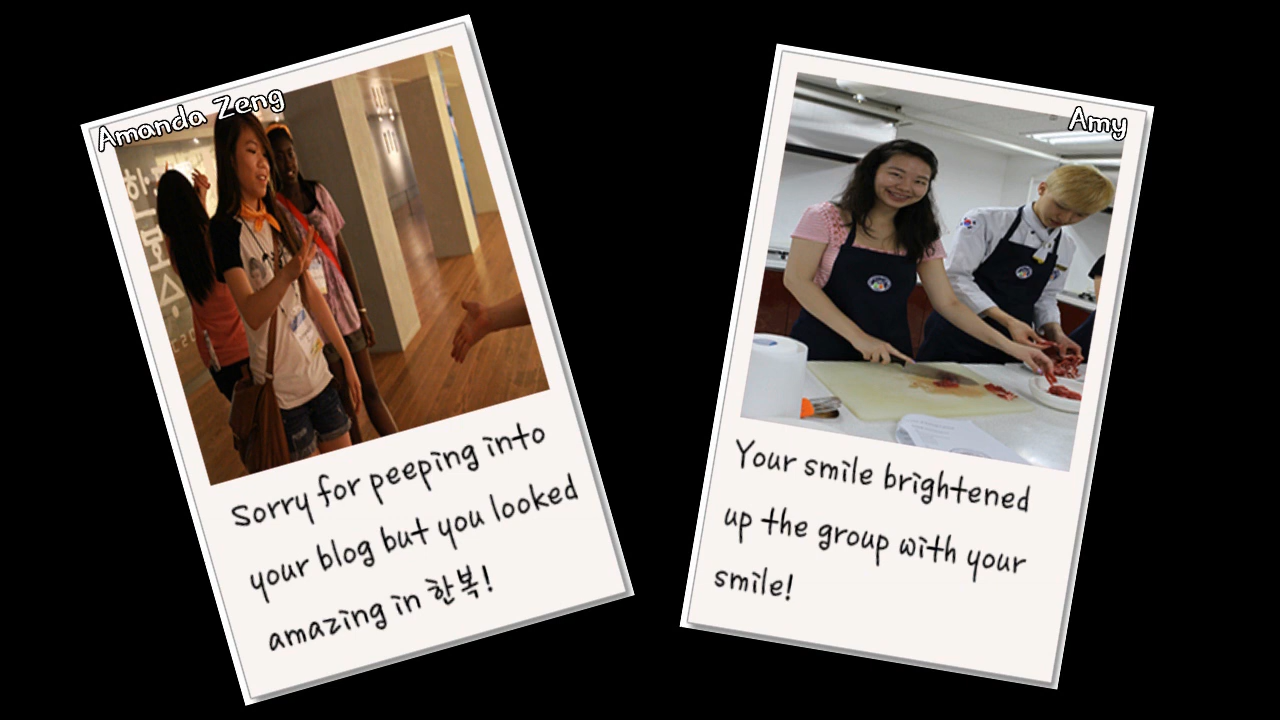 Amanda Zeng
Sorry for peeping into
your blog but you looked
amazing in 한복!
Amy
Your smile brightened
up the group with your
smile!